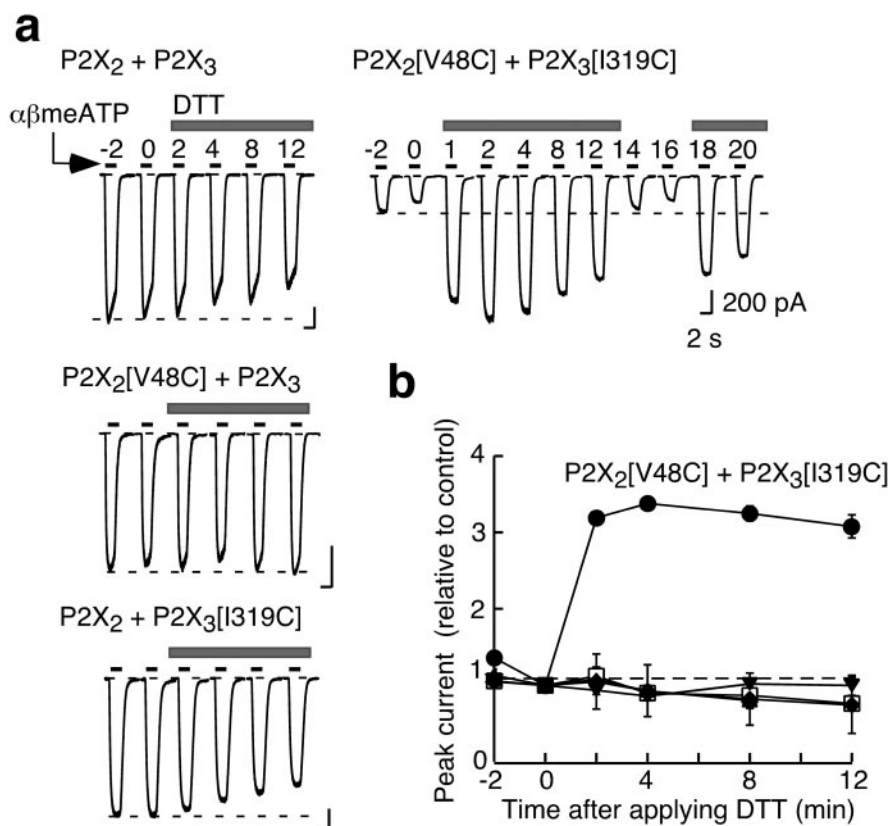 a
P2X2 + P2X3
αβmeATP
DTT
-2 0 2 4 8 12
P2X2[V48C] + P2X3[I319C]
-2 0 1 2 4 8 12 14 16 18 20
200 pA
2 s
P2X2[V48C] + P2X3
P2X2 + P2X3[I319C]
b
P2X2[V48C] + P2X3[I319C]
Peak current (relative to control)
4
3
2
1
0
-2 0 4 8 12
Time after applying DTT (min)